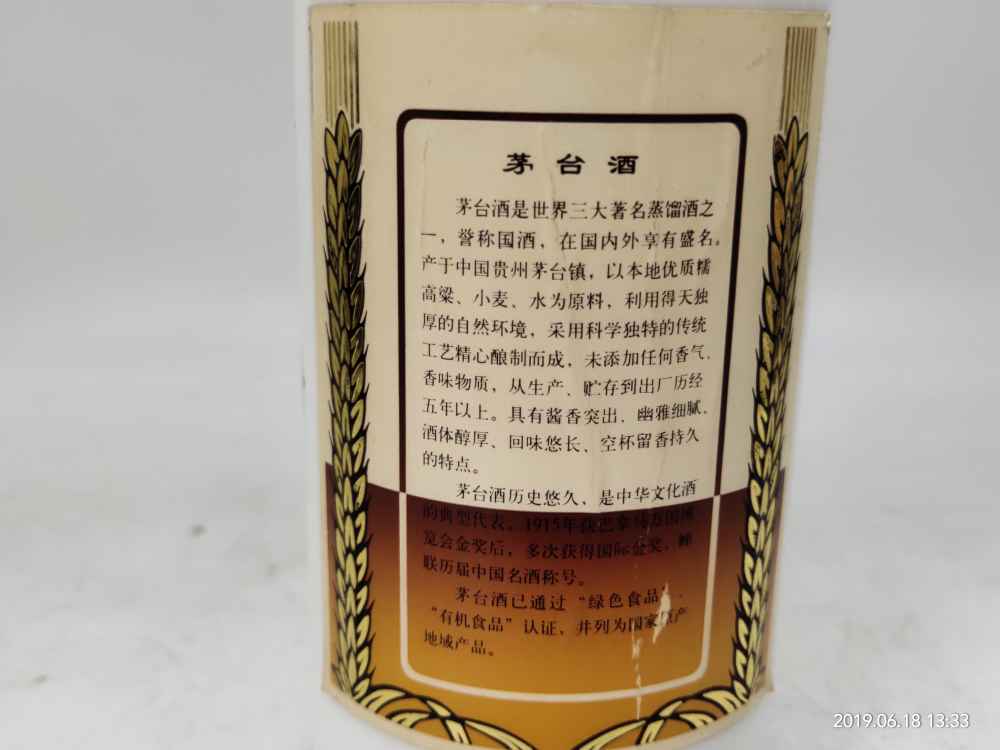 茅台酒
茅台酒是世界三大著名蒸馏酒之
一，誉称国酒，在国内外享有盛名。
产于中国贵州茅台镇，以本地优质糯
高粱、小麦、水为原料，利用得天独
厚的自然环境，采用科学独特的传统
工艺精心酿制而成，未添加任何香气、
香味物质，从生产、贮存到出厂历经
五年以上。具有酱香突出、幽雅细腻、
酒体醇厚、回味悠长、空杯留香持久
的特点。
茅台酒历史悠久、是中华文化酒
的典型代表。1915年获巴拿马万国博
览会金奖后，多次获得国际金奖，蝉
联历届中国名酒称号。
茅台酒已通过“绿色食品”、
“有机食品”认证，并列为国家原产
地域产品。
2019.06.18 13:33